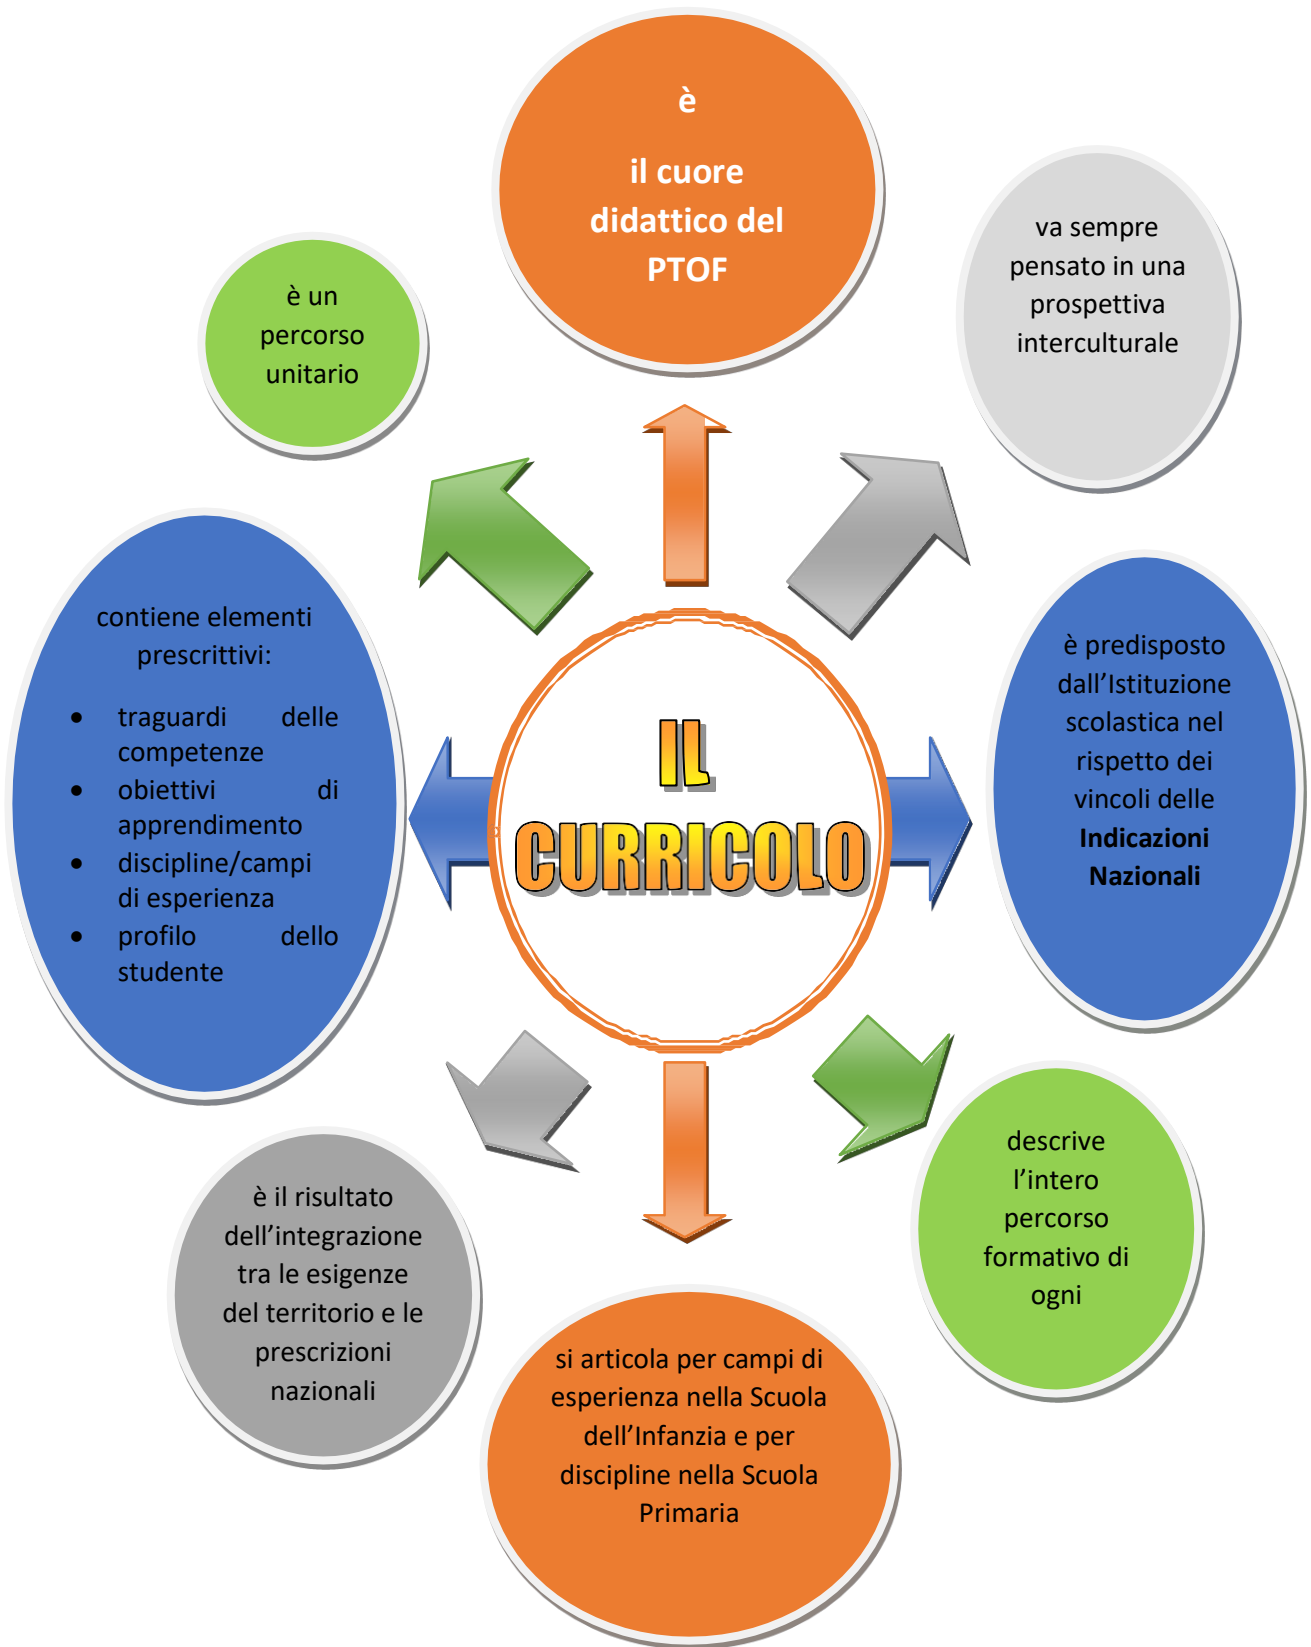 è
il cuore
didattico del
PTOF
va sempre
pensato in una
prospettiva
interculturale
è un
percorso
unitario
contiene elementi
prescrittivi:
• traguardi delle
competenze
• obiettivi di
apprendimento
• discipline/campi
di esperienza
• profilo dello
studente
IL
CURRICOLO
è predisposto
dall’Istituzione
scolastica nel
rispetto dei
vincoli delle
Indicazioni
Nazionali
descrive
l’intero
percorso
formativo di
ogni
è il risultato
dell’integrazione
tra le esigenze
del territorio e le
prescrizioni
nazionali
si articola per campi di
esperienza nella Scuola
dell’Infanzia e per
discipline nella Scuola
Primaria